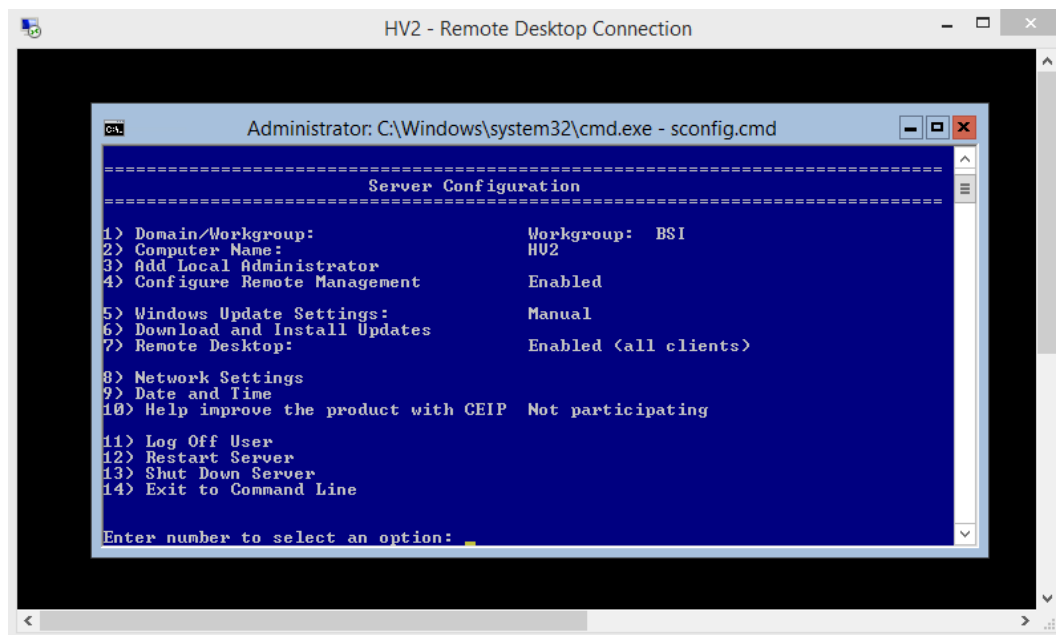 HV2 - Remote Desktop Connection
Administrator: C:\Windows\system32\cmd.exe - sconfig.cmd
===============================================================================
Server Configuration
===============================================================================
1) Domain/Workgroup: Workgroup: BSI
2) Computer Name: HV2
3) Add Local Administrator
4) Configure Remote Management Enabled
5) Windows Update Settings: Manual
6) Download and Install Updates
7) Remote Desktop: Enabled (all clients)
8) Network Settings
9) Date and Time
10) Help improve the product with CEIP Not participating
11) Log Off User
12) Restart Server
13) Shut Down Server
14) Exit to Command Line
Enter number to select an option: _